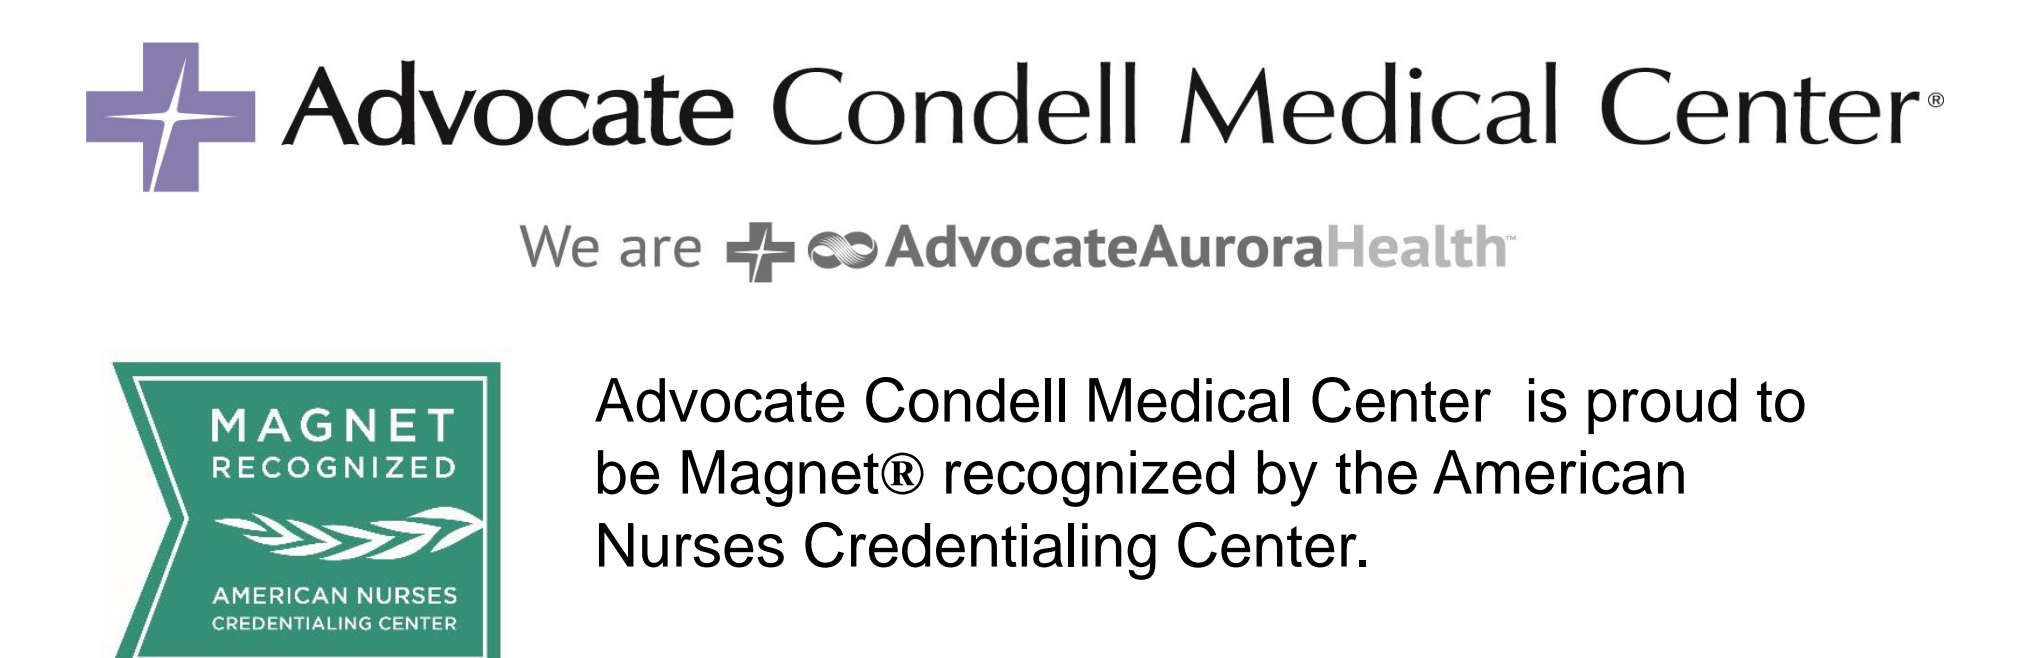 Advocate Condell Medical Center®
We are AdvocateAuroraHealth™
MAGNET
RECOGNIZED
AMERICAN NURSES
CREDENTIALING CENTER
Advocate Condell Medical Center  is proud to
be Magnet® recognized by the American
Nurses Credentialing Center.